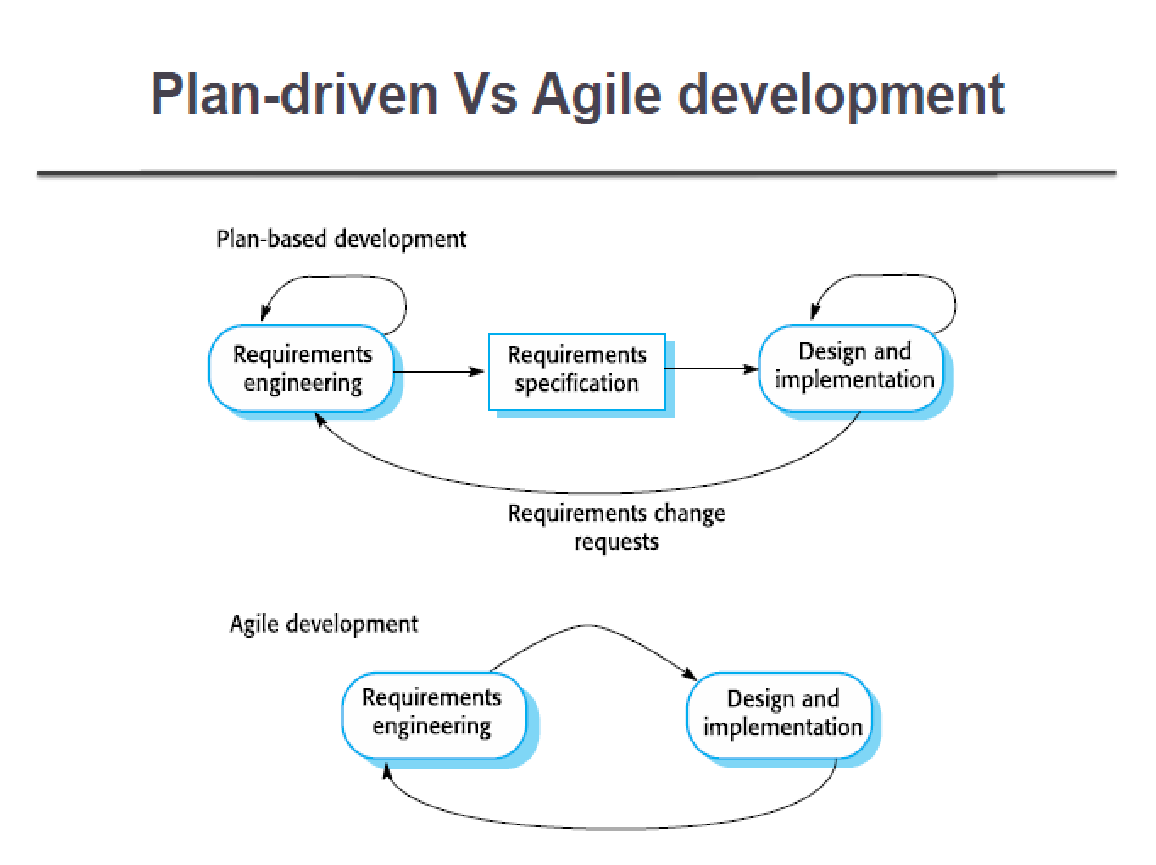 Plan-driven Vs Agile development
Plan-based development
Requirements
engineering
Requirements
specification
Design and
implementation
Requirements change
requests
Agile development
Requirements
engineering
Design and
implementation